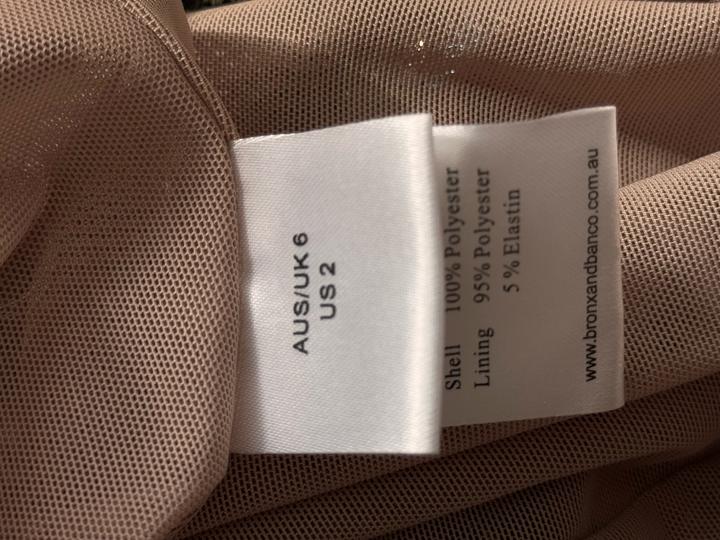 AUS/UK 6
US 2
Shell 100% Polyester
Lining 95% Polyester
5 % Elastin
www.bronxandbanco.com.au